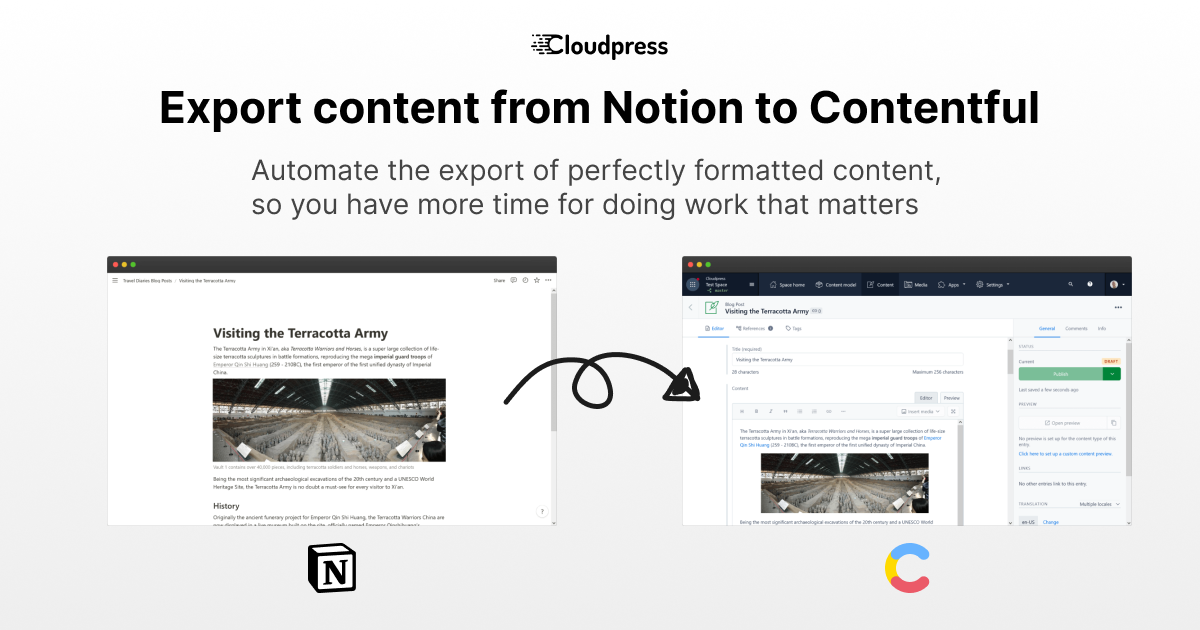 Cloudpress
Export content from Notion to Contentful
Automate the export of perfectly formatted content,
so you have more time for doing work that matters
Travel Diaries Blog Posts / Visiting the Terracotta Army
Share
Visiting the Terracotta Army
The Terracotta Army in Xi'an, aka Terracotta Warriors and Horses, is a super large collection of life-
size terracotta sculptures in battle formations, reproducing the mega imperial guard troops of
Emperor Qin Shi Huang (259 - 210BC), the first emperor of the first unified dynasty of Imperial
China.
Vault 1 contains over 40,000 pieces, including terracotta soldiers and horses, weapons, and chariots
Being the most significant archaeological excavations of the 20th century and a UNESCO World
Heritage Site, the Terracotta Army is no doubt a must-see for every visitor to Xi'an.
History
Originally the ancient funerary project for Emperor Qin Shi Huang, the Terracotta Warriors China are
?
N
Cloudpress
Test Space
master
Space home
Content model
Content
Media
Apps
Settings
Blog Post
Visiting the Terracotta Army
Editor
References
Tags
General
Comments
Info
Title (required)
Visiting the Terracotta Army
28 characters
Maximum 256 characters
Content
Editor
Preview
Insert media
The Terracotta Army in Xi'an, aka Terracotta Warriors and Horses, is a super large collection of life-size
terracotta sculptures in battle formations, reproducing the mega imperial guard troops of Emperor
Qin Shi Huang (259 - 210BC), the first emperor of the first unified dynasty of Imperial China.
Being the most significant archaeological excavations of the 20th century and a UNESCO World
STATUS
Current
DRAFT
Publish
Last saved a few seconds ago
PREVIEW
Open preview
No preview is set up for the content type of this
entry.
Click here to set up a custom content preview.
LINKS
No other entries link to this entry.
TRANSLATION
Multiple locales
en-US
Change